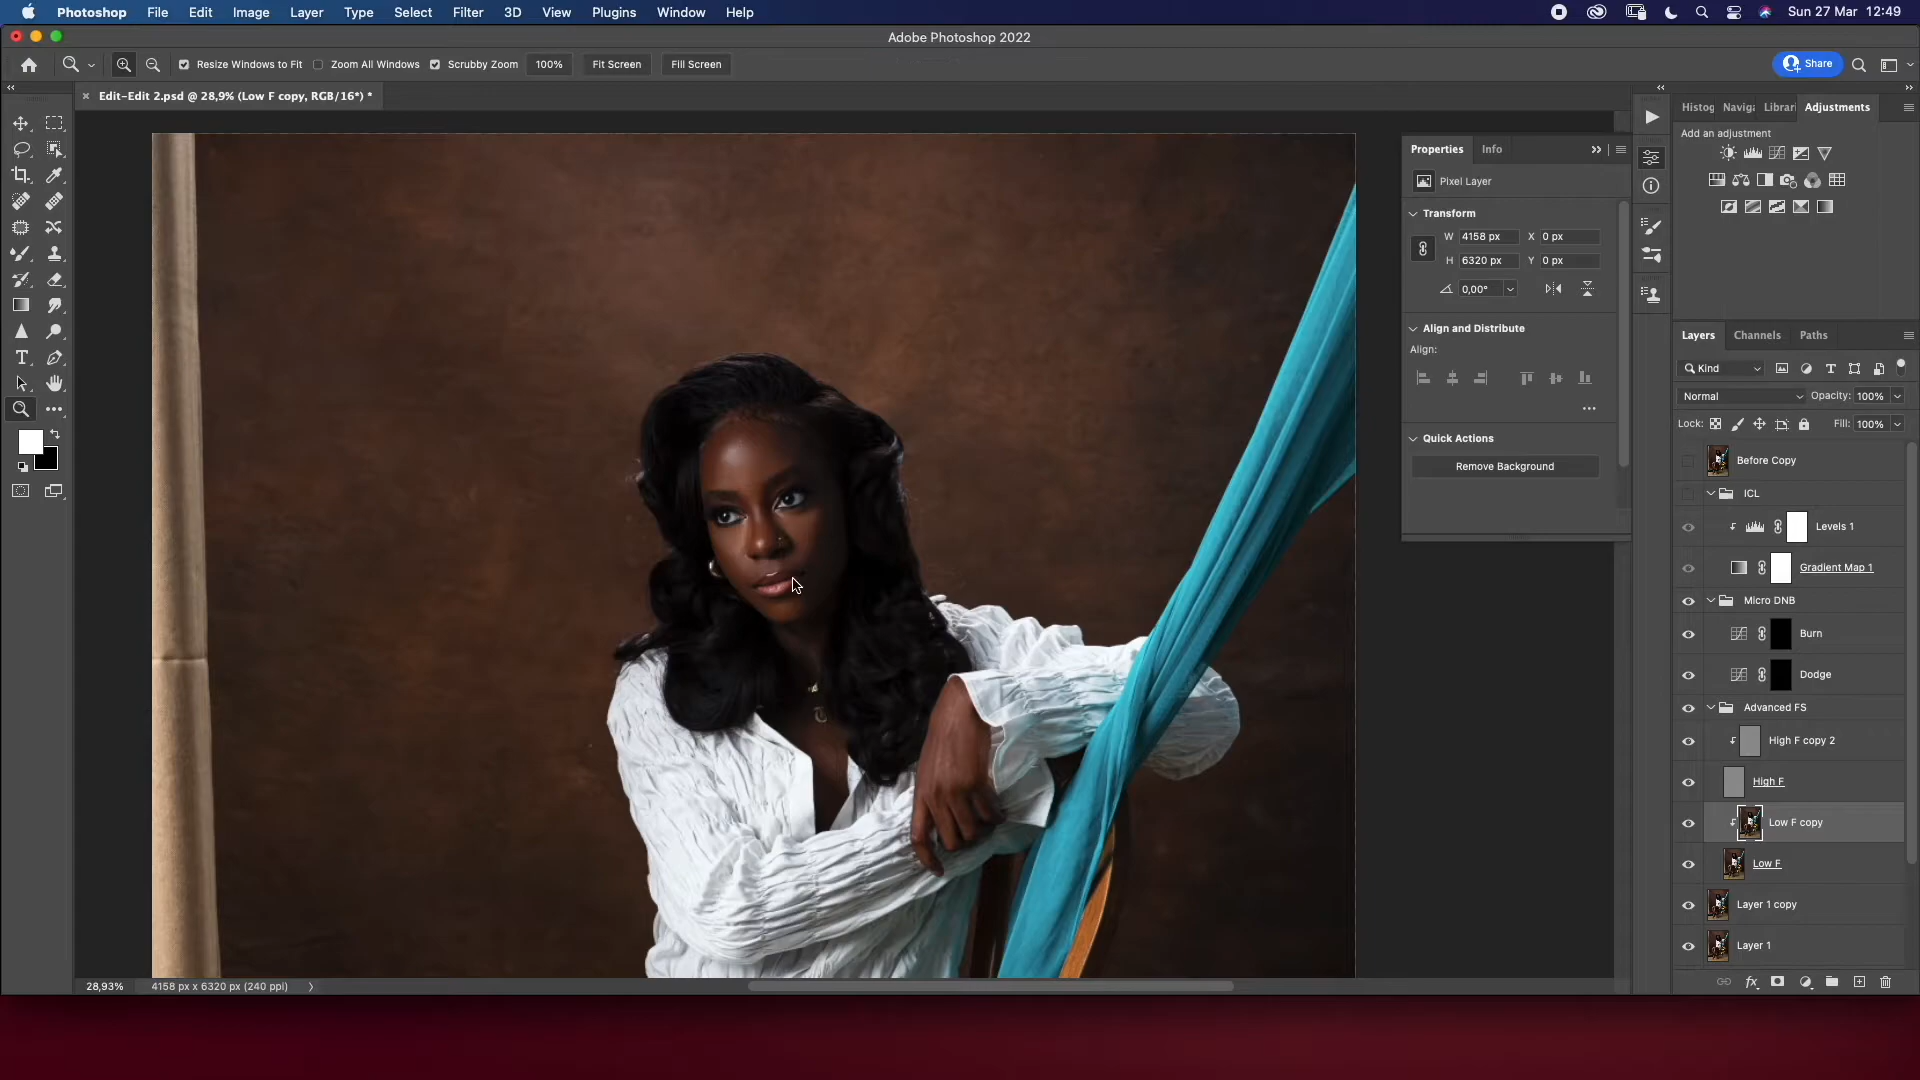 Photoshop File Edit Image Layer Type Select Filter 3D View Plugins Window Help Sun 27 Mar 12:49
Adobe Photoshop 2022
Resize Windows to Fit Zoom All Windows Scrubby Zoom 100% Fit Screen Fill Screen Share
Edit-Edit 2.psd @ 28,9% (Low F copy, RGB/16*) *
Histog Naviga Librari Adjustments
Add an adjustment
Properties Info
Pixel Layer
Transform
W 4158 px X 0 px
H 6320 px Y 0 px
0,00°
Align and Distribute
Align:
Quick Actions
Remove Background
Layers Channels Paths
Kind
Normal Opacity: 100%
Lock: Fill: 100%
Before Copy
ICL
Levels 1
Gradient Map 1
Micro DNB
Burn
Dodge
Advanced FS
High F copy 2
High F
Low F copy
Low F
Layer 1 copy
Layer 1
28,93% 4158 px x 6320 px (240 ppi)